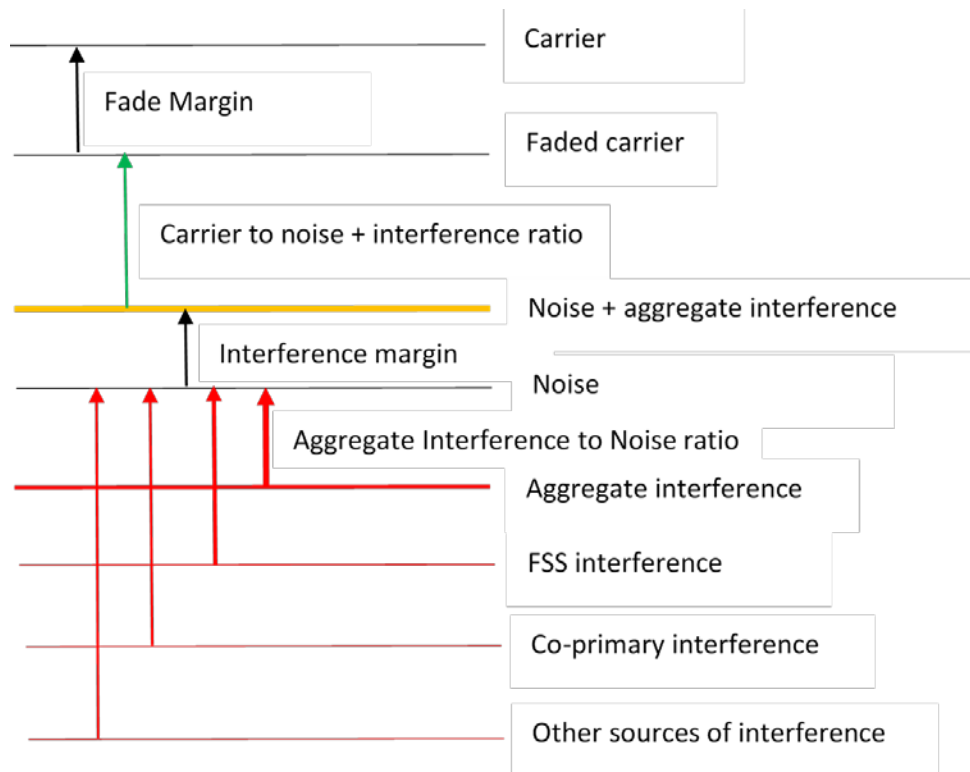 Carrier
Fade Margin
Faded carrier
Carrier to noise + interference ratio
Noise + aggregate interference
Interference margin
Noise
Aggregate Interference to Noise ratio
Aggregate interference
FSS interference
Co-primary interference
Other sources of interference